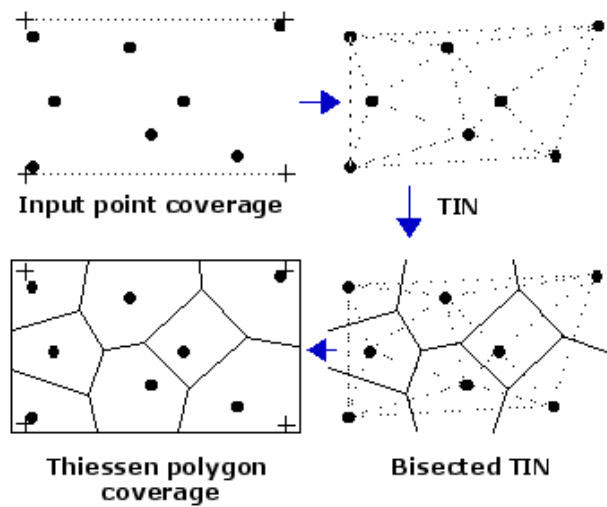 Input point coverage
TIN
Thiessen polygon
coverage
Bisected TIN